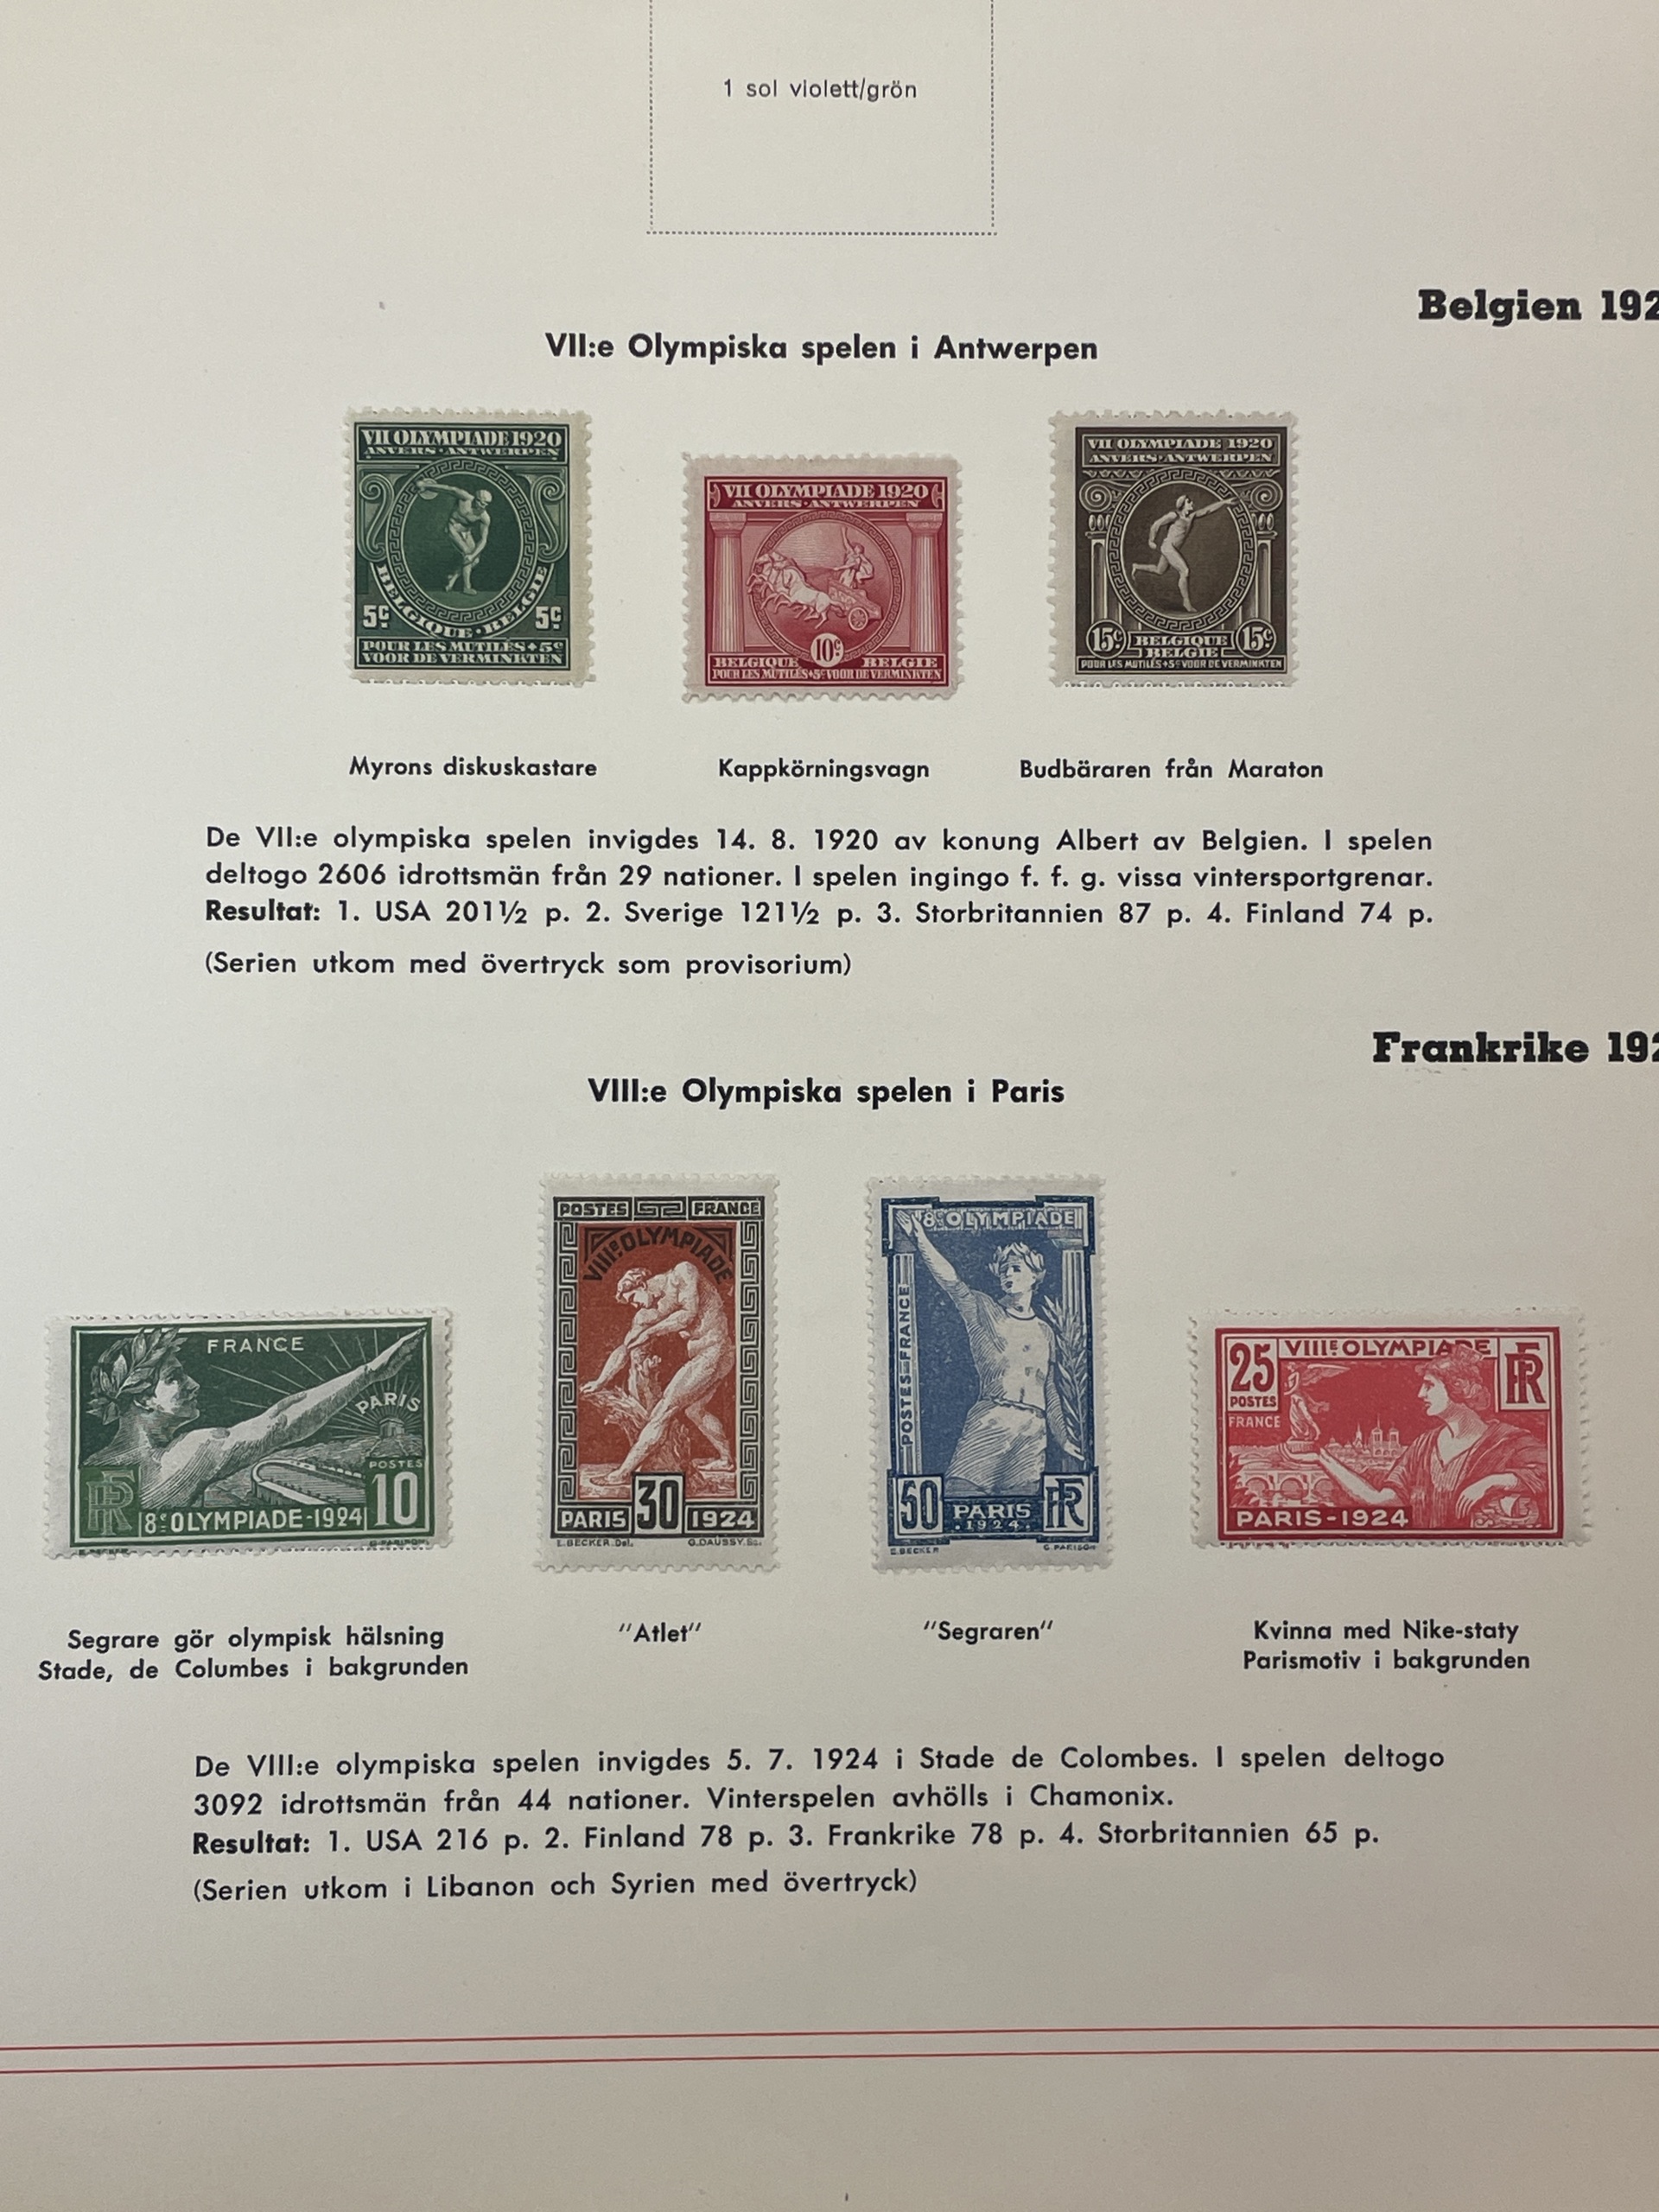 1 sol violett/grön
Belgien 192
VII:e Olympiska spelen i Antwerpen
VII OLYMPIADE 1920
ANVERS·ANTWERPEN
BELGIQUE·BELGIE
5C 5C
POUR LES MUTILÉS+5C
VOOR DE VERMINKTEN
VII OLYMPIADE 1920
ANVERS·ANTWERPEN
10C
BELGIQUE BELGIE
POUR LES MUTILÉS+5C VOOR DE VERMINKTEN
VII OLYMPIADE 1920
ANVERS·ANTWERPEN
15C BELGIQUE 15C
BELGIE
POUR LES MUTILÉS+5C VOOR DE VERMINKTEN
Myrons diskuskastare Kappkörningsvagn Budbäraren från Maraton
De VII:e olympiska spelen invigdes 14. 8. 1920 av konung Albert av Belgien. I spelen
deltogo 2606 idrottsmän från 29 nationer. I spelen ingingo f. f. g. vissa vintersportgrenar.
Resultat: 1. USA 201½ p. 2. Sverige 121½ p. 3. Storbritannien 87 p. 4. Finland 74 p.
(Serien utkom med övertryck som provisorium)
Frankrike 192
VIII:e Olympiska spelen i Paris
FRANCE
PARIS
POSTES
RF 10
8e OLYMPIADE-1924
E.BECKER G.PARISON
POSTES FRANCE
VIIIe OLYMPIADE
PARIS 30 1924
E.BECKER.Del. G.DAUSSY.Sc.
8e OLYMPIADE
POSTES-FRANCE
50 PARIS RF
·1924·
E.BECKER G.PARISON
25 VIIIE OLYMPIADE RF
POSTES
FRANCE
PARIS-1924
Segrare gör olympisk hälsning
Stade, de Columbes i bakgrunden
"Atlet"
"Segraren"
Kvinna med Nike-staty
Parismotiv i bakgrunden
De VIII:e olympiska spelen invigdes 5. 7. 1924 i Stade de Colombes. I spelen deltogo
3092 idrottsmän från 44 nationer. Vinterspelen avhölls i Chamonix.
Resultat: 1. USA 216 p. 2. Finland 78 p. 3. Frankrike 78 p. 4. Storbritannien 65 p.
(Serien utkom i Libanon och Syrien med övertryck)